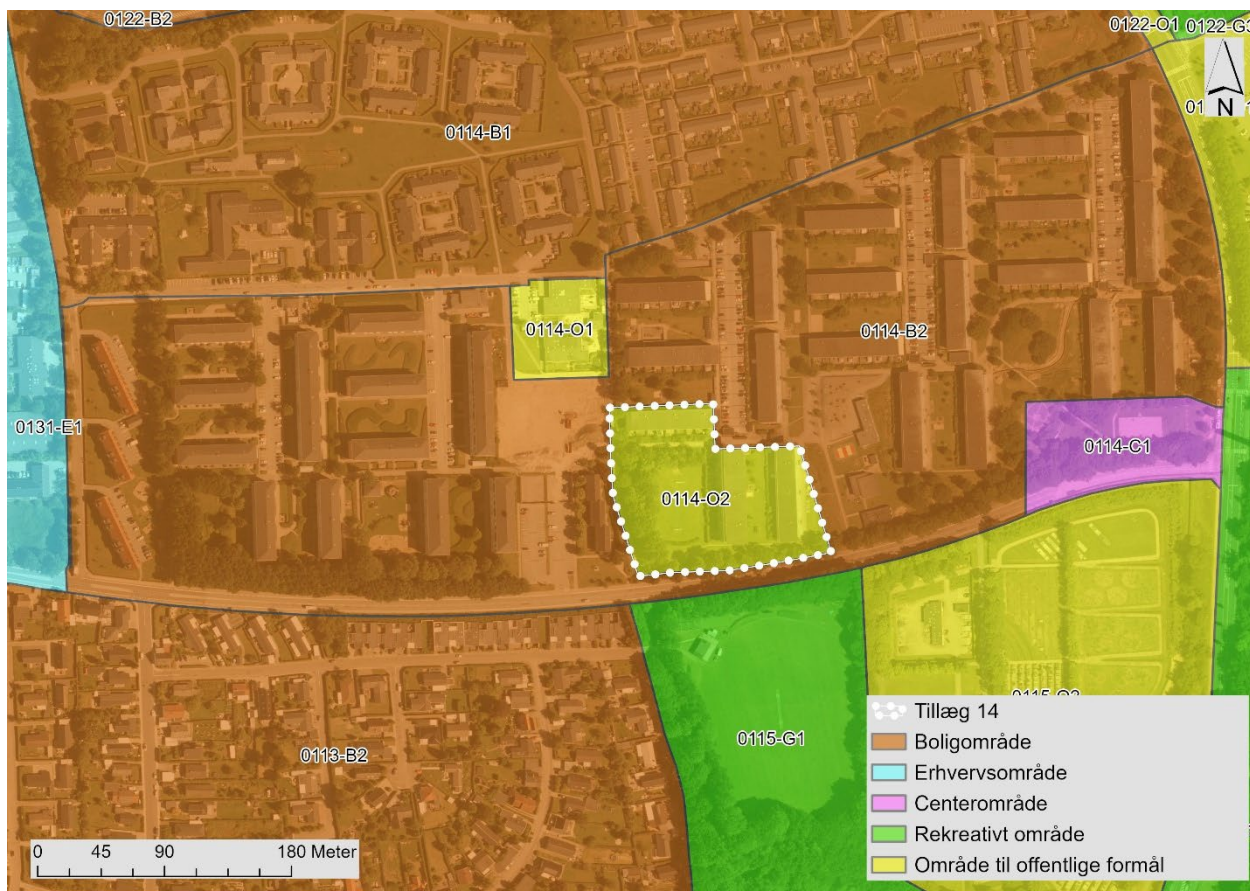 0122-B2
0122-O1
0122-G3
N
0114-B1
0114-O1
0114-B2
0131-E1
0114-C1
0114-O2
0115-G1
0113-B2
Tillæg 14
Boligområde
Erhvervsområde
Centerområde
Rekreativt område
Område til offentlige formål
0 45 90 180 Meter